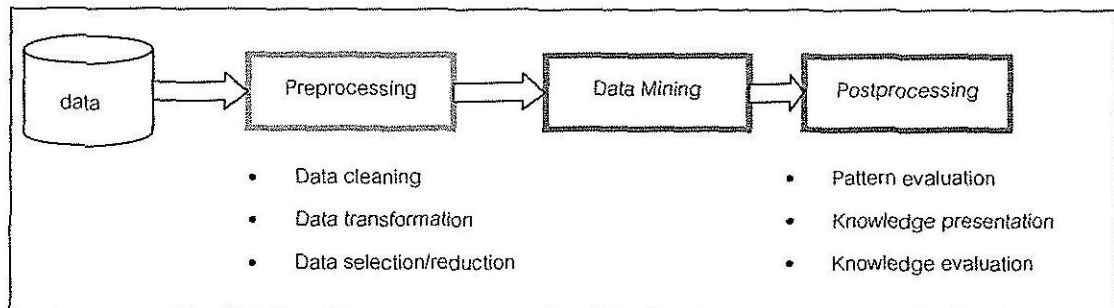 data
Preprocessing
Data Mining
Postprocessing
• Data cleaning
• Data transformation
• Data selection/reduction
• Pattern evaluation
• Knowledge presentation
• Knowledge evaluation